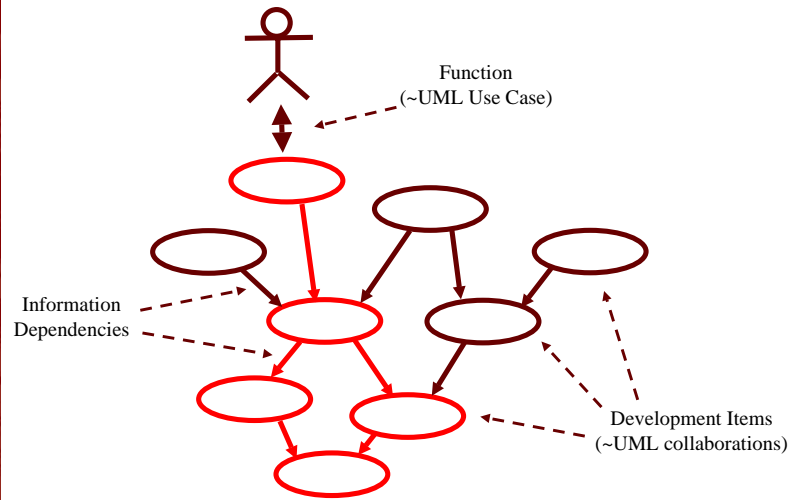 Function
(~UML Use Case)
Information
Dependencies
Development Items
(~UML collaborations)